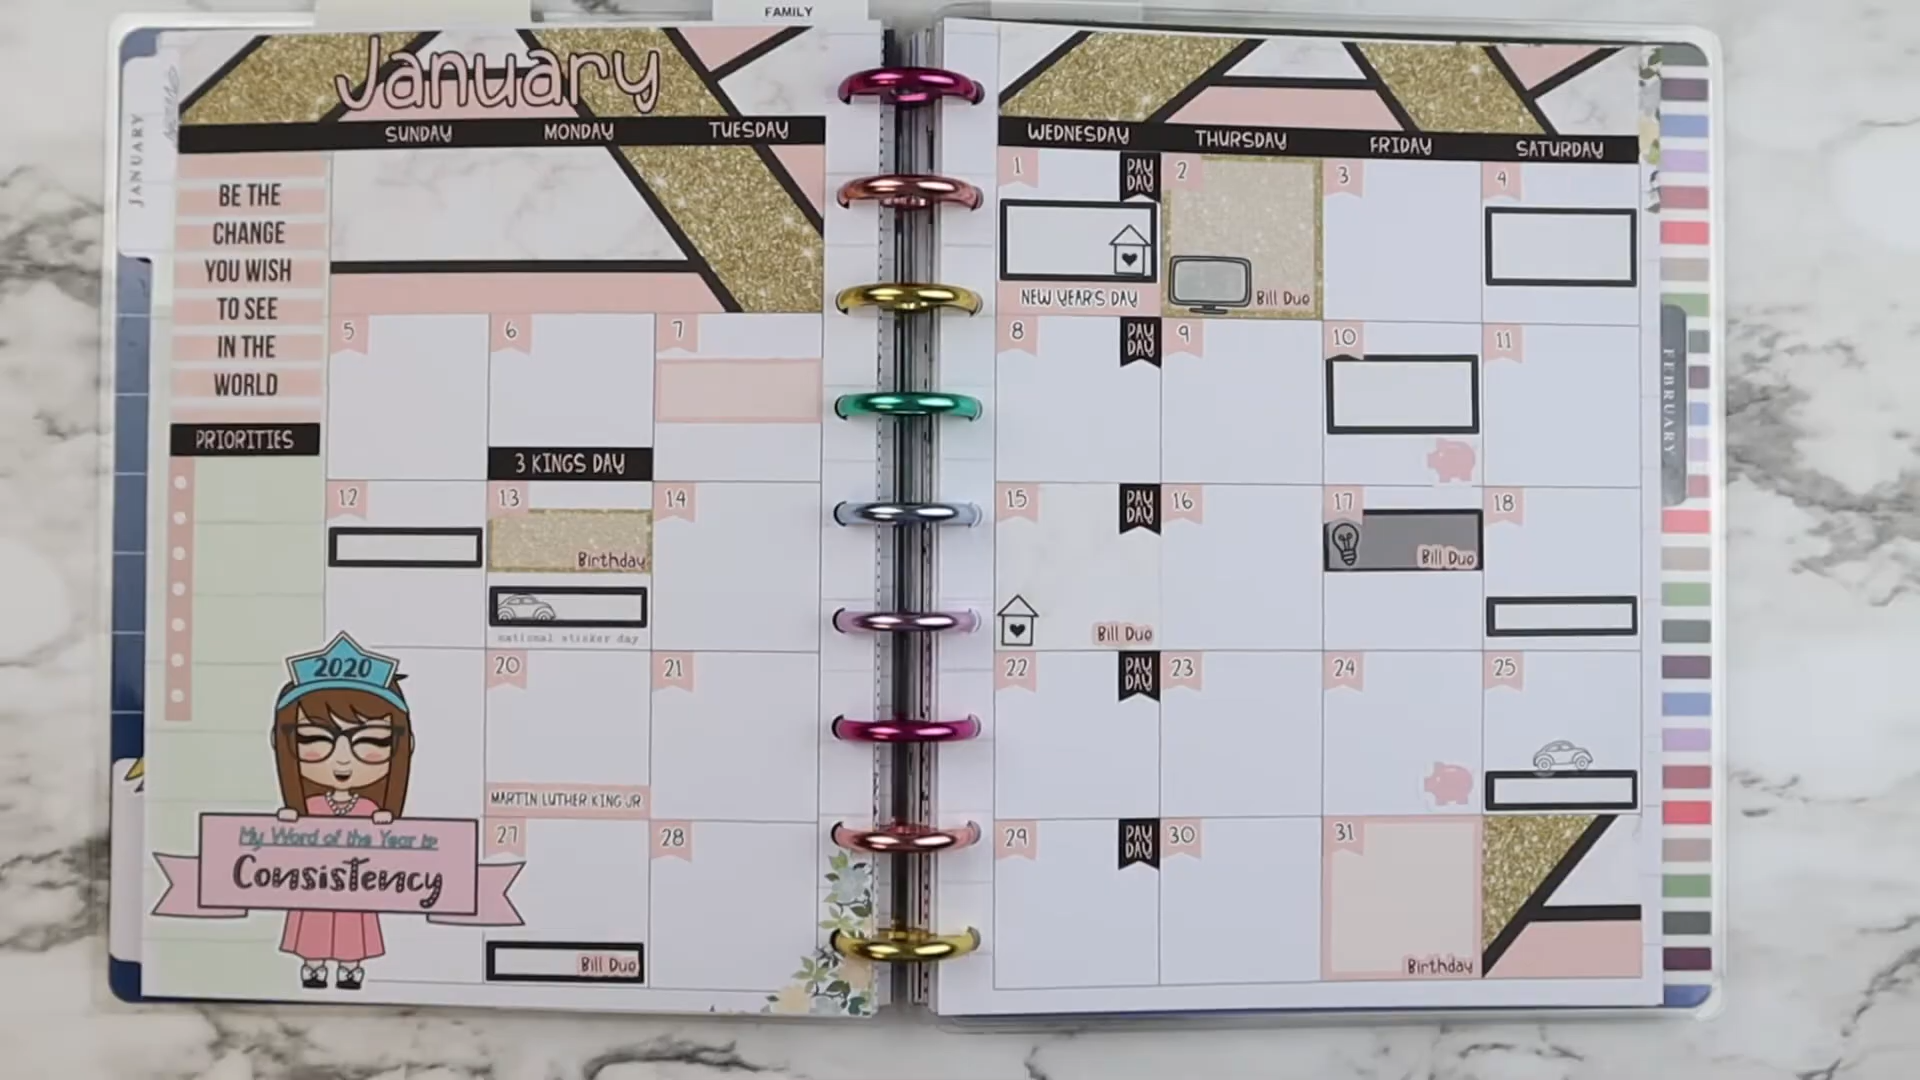 FAMILY
January
JANUARY
SUNDAY MONDAY TUESDAY WEDNESDAY THURSDAY FRIDAY SATURDAY
BE THE
CHANGE
YOU WISH
TO SEE
IN THE
WORLD
PRIORITIES
1 PAY DAY 2 3 4
NEW YEAR'S DAY Bill Due
5 6 7 8 PAY DAY 9 10 11
3 KINGS DAY
FEBRUARY
12 13 14 15 PAY DAY 16 17 18
Birthday Bill Due
national sticker day Bill Due
2020
20 21 22 PAY DAY 23 24 25
MARTIN LUTHER KING JR
My Word of the Year is
Consistency
27 28 29 PAY DAY 30 31
Bill Due Birthday